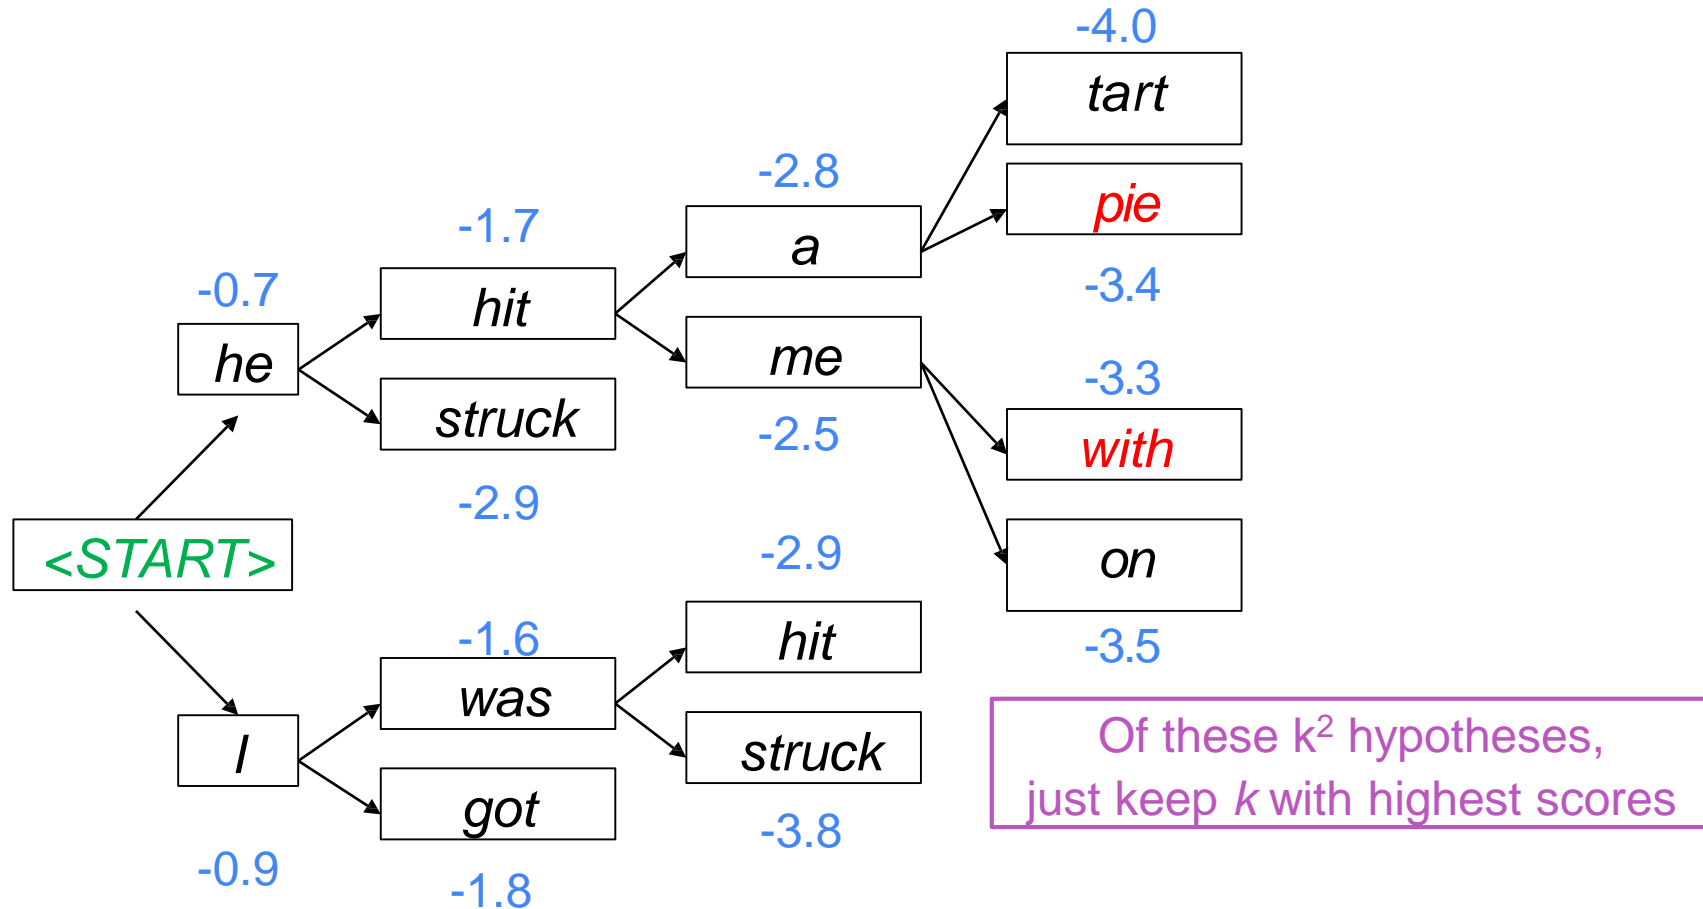 -4.0
tart
-2.8
pie
-1.7
a
-3.4
-0.7
hit
me
-3.3
he
struck
-2.5
with
-2.9
<START>
-2.9
on
-1.6
hit
-3.5
was
I
struck
Of these k² hypotheses,
just keep k with highest scores
got
-3.8
-0.9
-1.8